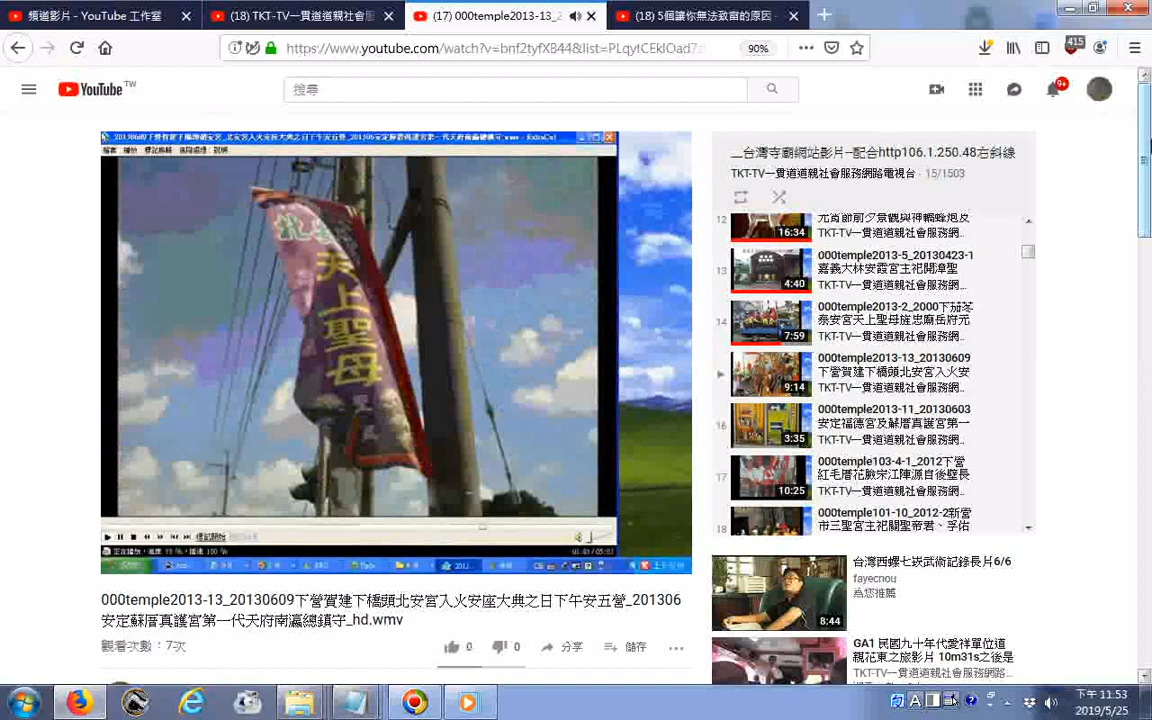 頻道影片 - YouTube 工作室
(18) TKT-TV一貫道道親社會服
(17) 000temple2013-13_2
(18) 5個讓你無法致富的原因 -
https://www.youtube.com/watch?v=bnf2tyfX844&list=PLqytCEkIOad7
90%
415
YouTube TW
搜尋
9+
天上聖母
二台灣寺廟網站影片--配合http106.1.250.48右斜線
TKT-TV一貫道道親社會服務網路電視台 - 15/1503
12
元宵節前夕景觀與神轎蜂炮及
TKT-TV一貫道道親社會服務網..
16:34
13
000temple2013-5_20130423-1
嘉義大林安霞宮主祀開漳聖
TKT-TV一貫道道親社會服務網..
4:40
14
000temple2013-2_2000下茄苳
泰安宮天上聖母旌忠廟岳府元
TKT-TV一貫道道親社會服務網..
7:59
000temple2013-13_20130609
下營賀建下橋頭北安宮入火安
TKT-TV一貫道道親社會服務網..
9:14
16
000temple2013-11_20130603
安定福德宮及蘇厝真護宮第一
TKT-TV一貫道道親社會服務網..
3:35
17
000temple103-4-1_2012下營
紅毛厝花臉宋江陣源自後壁長
TKT-TV一貫道道親社會服務網..
10:25
18
000temple101-10_2012-2新營
市三聖宮主祀關聖帝君、孚佑
000temple2013-13_20130609下營賀建下橋頭北安宮入火安座大典之日下午安五營_201306
安定蘇厝真護宮第一代天府南瀛總鎮守_hd.wmv
觀看次數：7次
0
0
分享
儲存
台灣西螺七崁武術記錄長片6/6
fayecnou
為您推薦
8:44
GA1 民國九十代愛祥單位道
親花東之旅影片 10m31s之後是
TKT-TV一貫道道親社會服務網路..
下午 11:53
2019/5/25